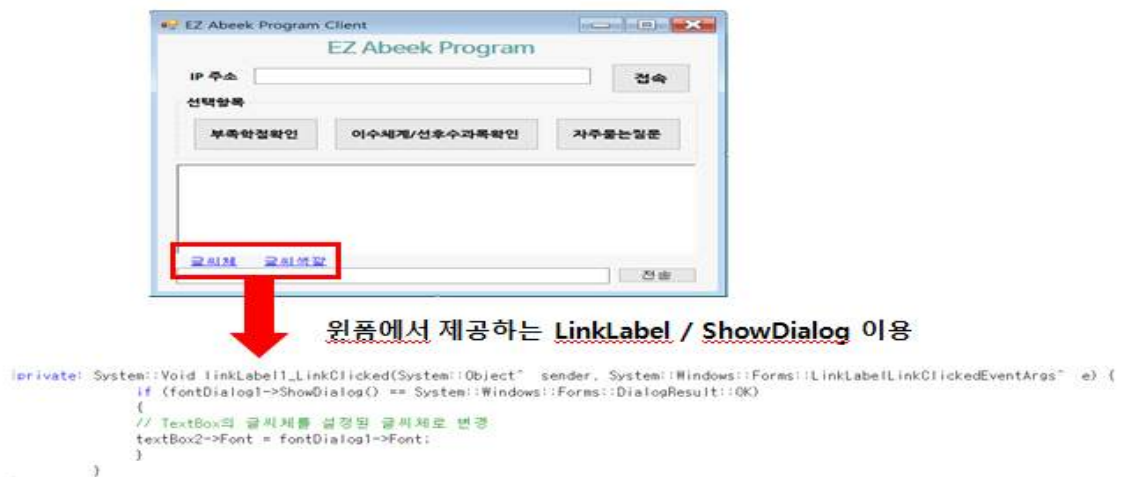 EZ Abeek Program Client
EZ Abeek Program
IP 주소
접속
선택항목
부족학점확인
이수체계/선후수과목확인
자주묻는질문
글씨체 글씨색깔
전송
윈폼에서 제공하는 LinkLabel / ShowDialog 이용
private: System::Void linkLabel1_LinkClicked(System::Object^ sender, System::Windows::Forms::LinkLabelLinkClickedEventArgs^ e) {
if (fontDialog1->ShowDialog() == System::Windows::Forms::DialogResult::OK)
{
// TextBox의 글씨체를 설정된 글씨체로 변경
textBox2->Font = fontDialog1->Font;
}
}